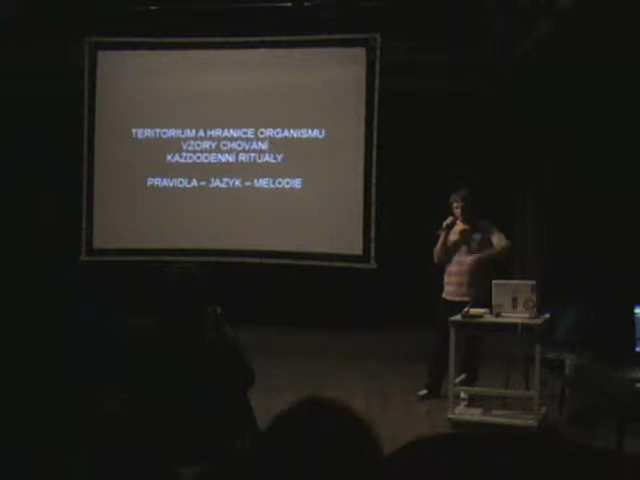 TERITORIUM A HRANICE ORGANISMU
VZORY CHOVÁNÍ
KAŽDODENNÍ RITUÁLY
PRAVIDLA – JAZYK – MELODIE